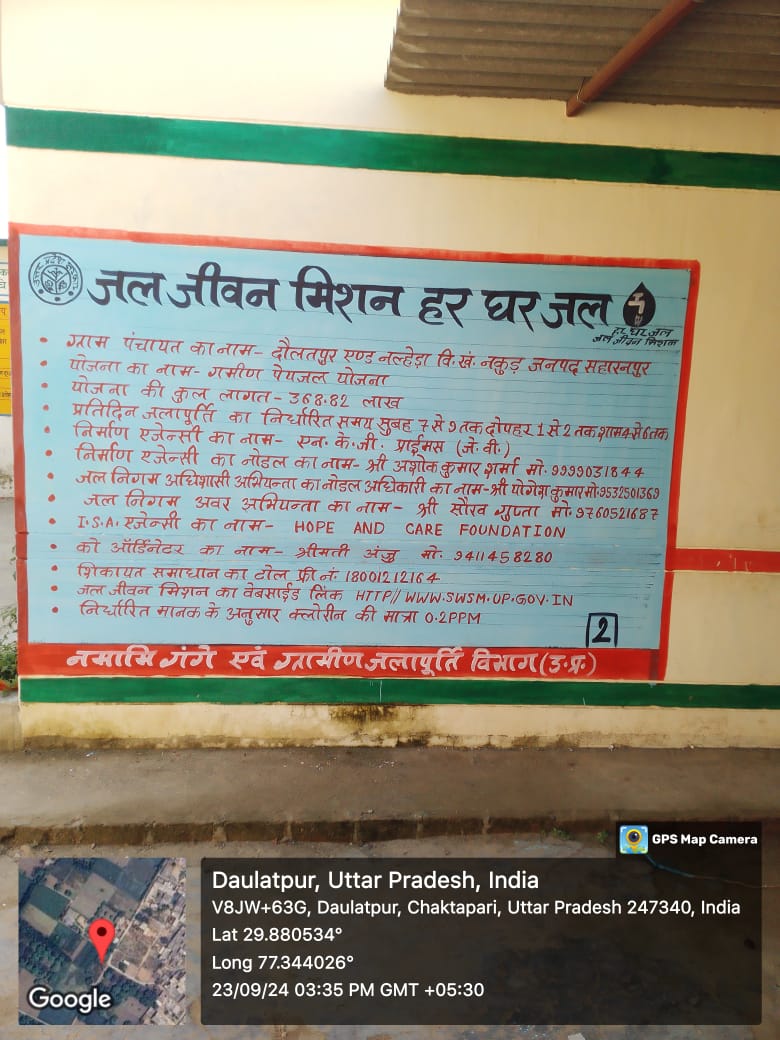 उत्तर प्रदेश सरकार
जल जीवन मिशन हर घर जल
हर घर जल
जल जीवन मिशन
• ग्राम पंचायत का नाम- दौलतपुर एण्ड नल्हेड़ा वि.खं. नकुड़ जनपद सहारनपुर
• योजना का नाम- गमीण पेयजल योजना
• योजना की कुल लागत- 368.82 लाख
• प्रतिदिन जलापूर्ति का निर्धारित समय सुबह 7 से 9 तक दोपहर 1 से 2 तक शाम 4 से 6 तक
• निर्माण एजेन्सी का नाम- एन. के. जी. प्राईमस (जे. वी.)
• निर्माण एजेन्सी का नोडल का नाम- श्री अशोक कुमार शर्मा मो. 9999031844
• जल निगम अधिशासी अभियन्ता का नोडल अधिकारी का नाम-श्री योगेश कुमार मो.9532501369
• जल निगम अवर अभियन्ता का नाम- श्री सौरव गुप्ता मो. 9760521687
• I.S.A. एजेन्सी का नाम- HOPE AND CARE FOUNDATION
• को ऑर्डिनेटर का नाम- श्रीमती अंजु मो. 9411458280
• शिकायत समाधान का टोल फ्री नं. 18001212164
• जल जीवन मिशन का वेबसाईड लिंक HTTP// WWW.SWSM.UP.GOV.IN
• निर्धारित मानक के अनुसार क्लोरीन की मात्रा 0.2PPM
2
नमामि गंगे एवं ग्रामीण जलापूर्ति विभाग (उ.प्र.)
GPS Map Camera
Daulatpur, Uttar Pradesh, India
V8JW+63G, Daulatpur, Chaktapari, Uttar Pradesh 247340, India
Lat 29.880534°
Long 77.344026°
23/09/24 03:35 PM GMT +05:30
Google